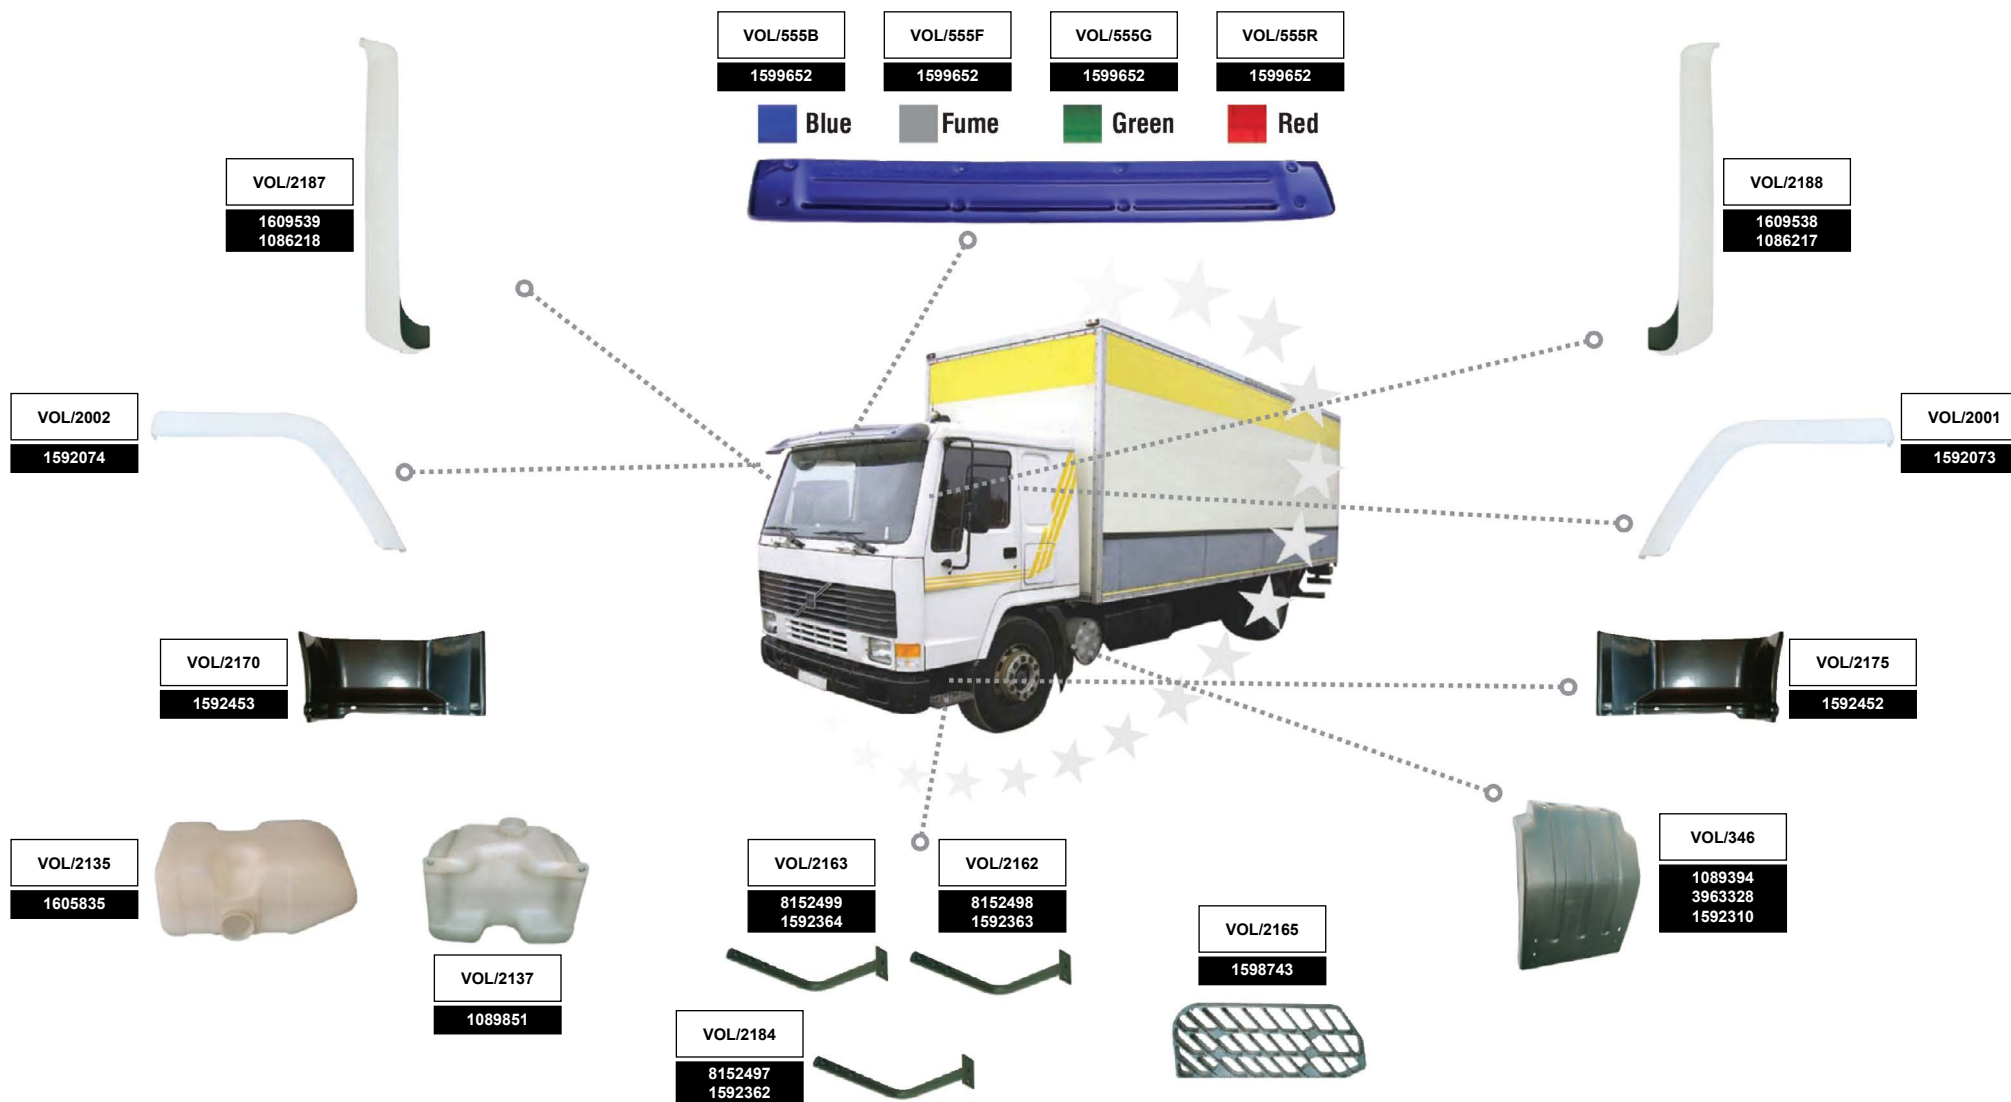 VOL/555B
1599652
VOL/555F
1599652
VOL/555G
1599652
VOL/555R
1599652
Blue
Fume
Green
Red
VOL/2187
1609539
1086218
VOL/2188
1609538
1086217
VOL/2002
1592074
VOL/2001
1592073
VOL/2170
1592453
VOL/2175
1592452
VOL/2135
1605835
VOL/2137
1089851
VOL/2163
8152499
1592364
VOL/2162
8152498
1592363
VOL/2184
8152497
1592362
VOL/2165
1598743
VOL/346
1089394
3963328
1592310